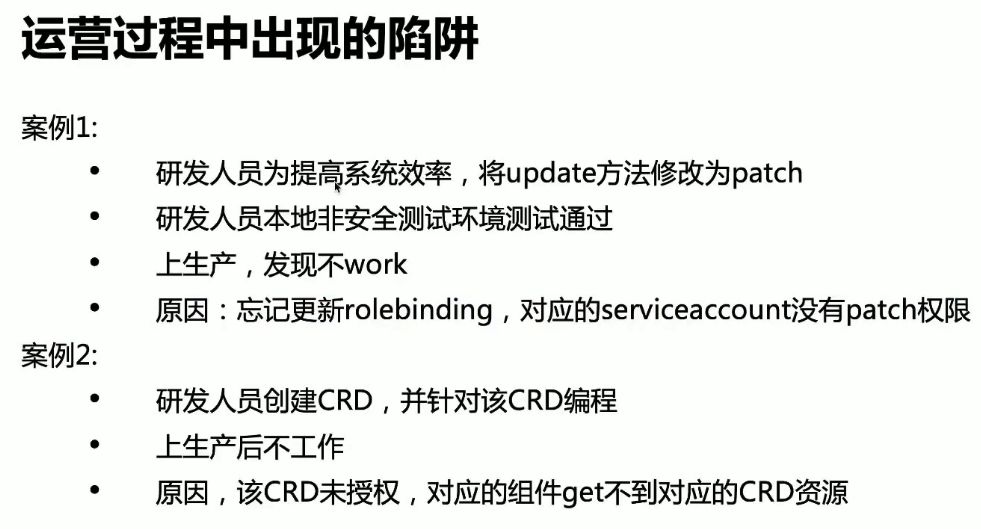 运营过程中出现的陷阱
案例1:
• 研发人员为提高系统效率，将update方法修改为patch
• 研发人员本地非安全测试环境测试通过
• 上生产，发现不work
• 原因：忘记更新rolebinding，对应的serviceaccount没有patch权限
案例2:
• 研发人员创建CRD，并针对该CRD编程
• 上生产后不工作
• 原因，该CRD未授权，对应的组件get不到对应的CRD资源